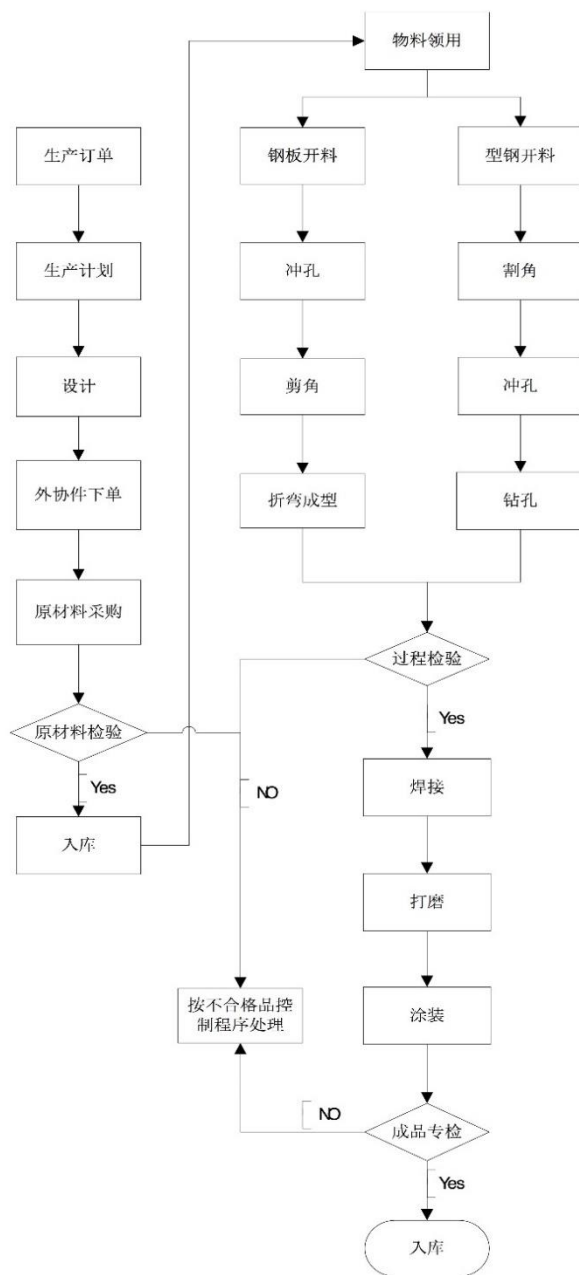 生产订单
生产计划
设计
外协件下单
原材料采购
原材料检验
Yes
入库
物料领用
钢板开料
冲孔
剪角
折弯成型
型钢开料
割角
冲孔
钻孔
过程检验
Yes
NO
焊接
打磨
涂装
按不合格品控
制程序处理
NO
成品专检
Yes
入库